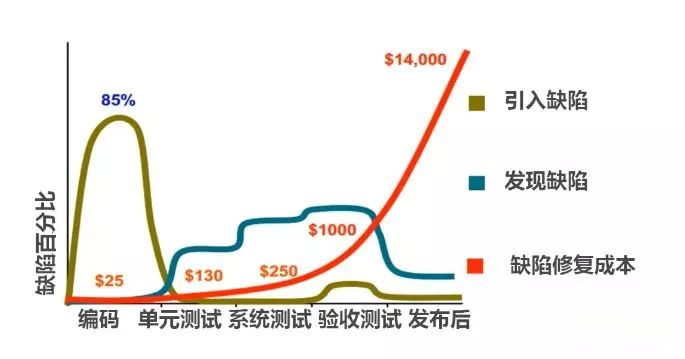 $14,000
85%
引入缺陷
发现缺陷
$1000
缺陷修复成本
$25
$130
$250
缺陷百分比
编码 单元测试 系统测试 验收测试 发布后